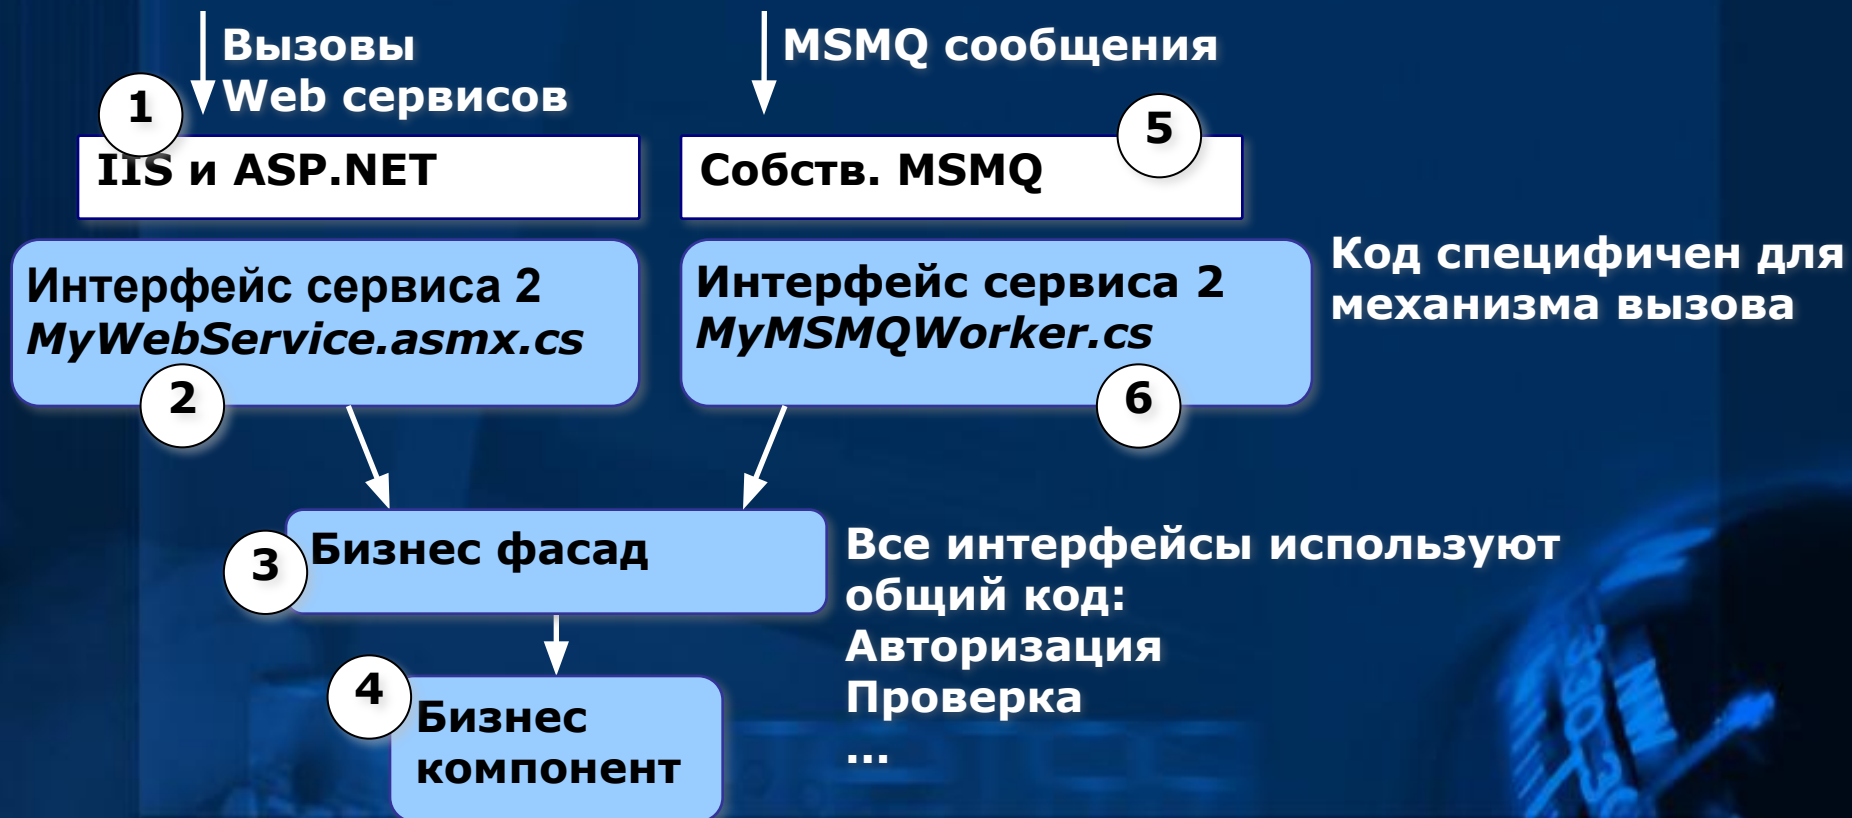 Вызовы
Web сервисов
MSMQ сообщения
1
IIS и ASP.NET
5
Собств. MSMQ
Интерфейс сервиса 2
MyWebService.asmx.cs
2
Интерфейс сервиса 2
MyMSMQWorker.cs
6
Код специфичен для
механизма вызова
3
Бизнес фасад
Все интерфейсы используют
общий код:
Авторизация
Проверка
...
4
Бизнес
компонент